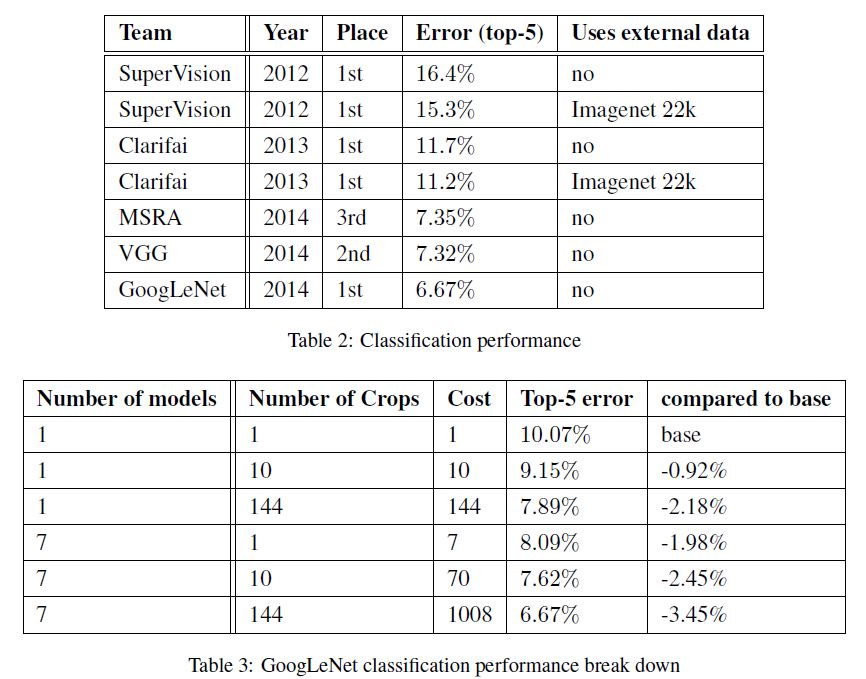 Team Year Place Error (top-5) Uses external data
SuperVision 2012 1st 16.4% no
SuperVision 2012 1st 15.3% Imagenet 22k
Clarifai 2013 1st 11.7% no
Clarifai 2013 1st 11.2% Imagenet 22k
MSRA 2014 3rd 7.35% no
VGG 2014 2nd 7.32% no
GoogLeNet 2014 1st 6.67% no
Table 2: Classification performance
Number of models Number of Crops Cost Top-5 error compared to base
1 1 1 10.07% base
1 10 10 9.15% -0.92%
1 144 144 7.89% -2.18%
7 1 7 8.09% -1.98%
7 10 70 7.62% -2.45%
7 144 1008 6.67% -3.45%
Table 3: GoogLeNet classification performance break down